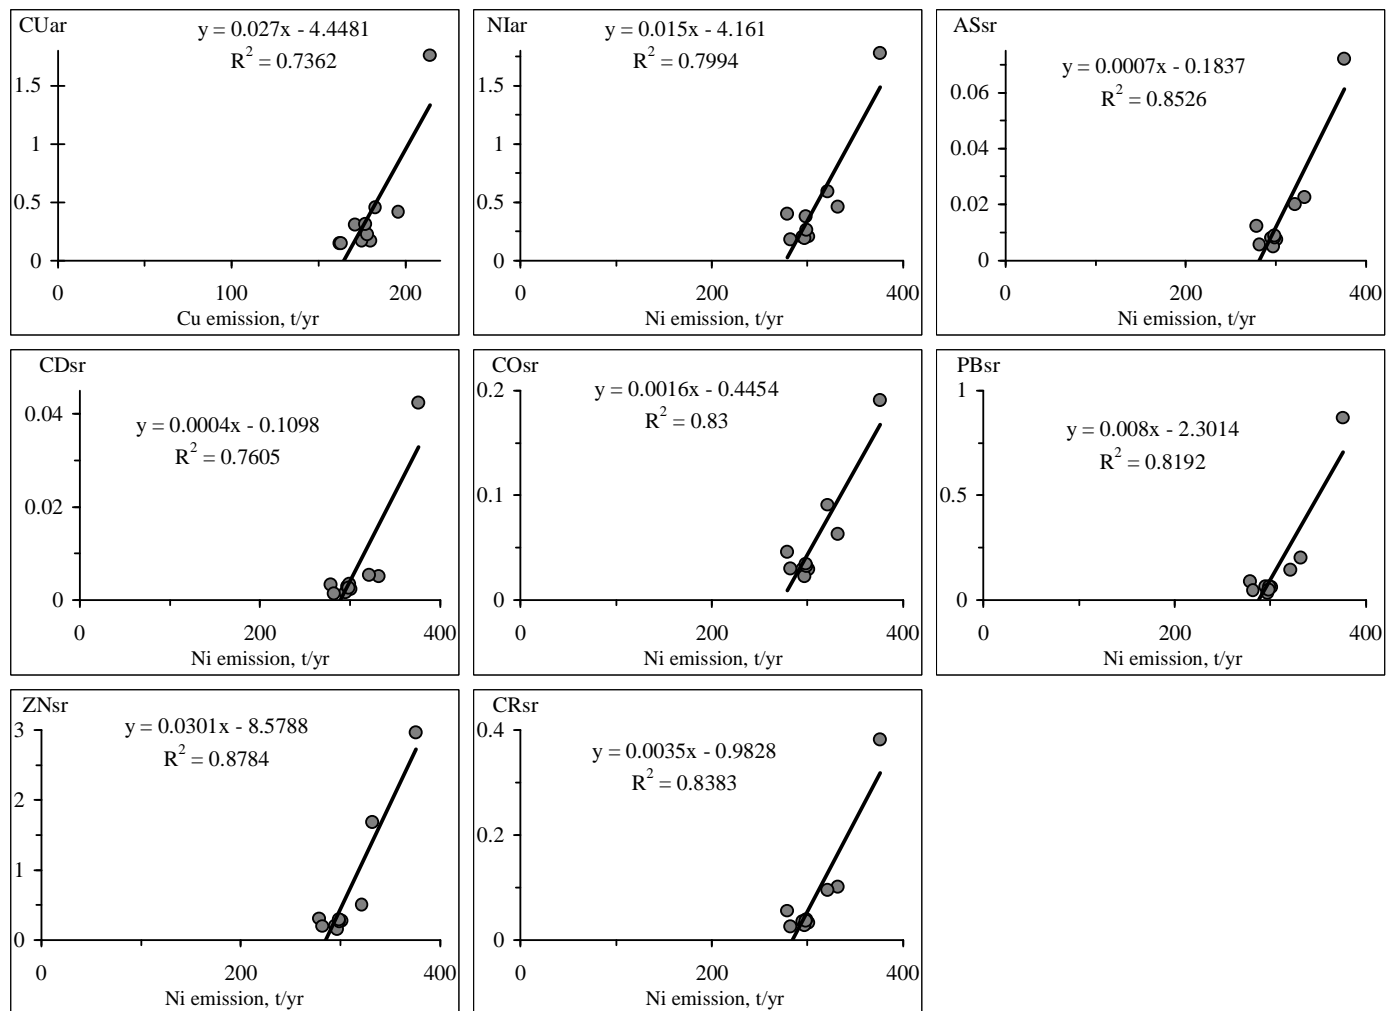 CUar
y = 0.027x - 4.4481
R² = 0.7362
1.5
1
0.5
0
0
100
200
Cu emission, t/yr
NIar
y = 0.015x - 4.161
R² = 0.7994
1.5
1
0.5
0
0
200
400
Ni emission, t/yr
ASsr
y = 0.0007x - 0.1837
R² = 0.8526
0.06
0.04
0.02
0
0
200
400
Ni emission, t/yr
CDsr
y = 0.0004x - 0.1098
R² = 0.7605
0.04
0.02
0
0
200
400
Ni emission, t/yr
COsr
y = 0.0016x - 0.4454
R² = 0.83
0.2
0.1
0
0
200
400
Ni emission, t/yr
PBsr
y = 0.008x - 2.3014
R² = 0.8192
1
0.5
0
0
200
400
Ni emission, t/yr
ZNsr
y = 0.0301x - 8.5788
R² = 0.8784
3
2
1
0
0
200
400
Ni emission, t/yr
CRsr
y = 0.0035x - 0.9828
R² = 0.8383
0.4
0.2
0
0
200
400
Ni emission, t/yr